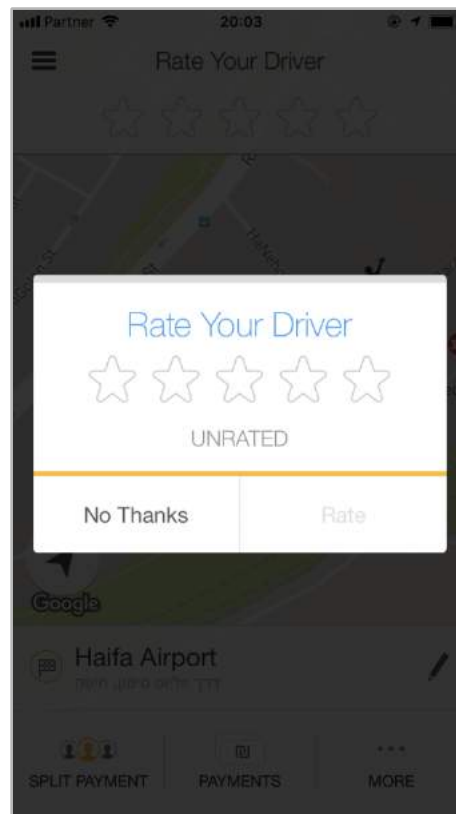 Partner 20:03
Rate Your Driver
Rate Your Driver
UNRATED
No Thanks Rate
Google
Haifa Airport
SPLIT PAYMENT PAYMENTS MORE